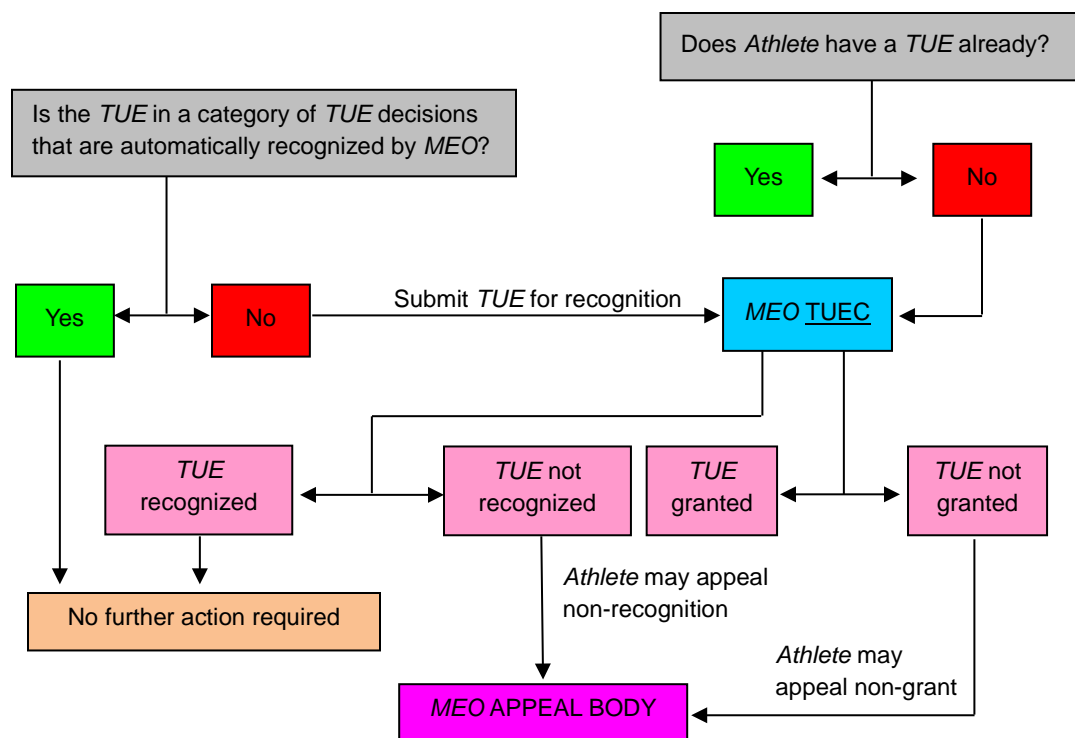 Does Athlete have a TUE already?
Is the TUE in a category of TUE decisions
that are automatically recognized by MEO?
Yes
No
Yes
No
Submit TUE for recognition
MEO TUEC
TUE
recognized
TUE not
recognized
TUE
granted
TUE not
granted
Athlete may appeal
non-recognition
No further action required
Athlete may
appeal non-grant
MEO APPEAL BODY